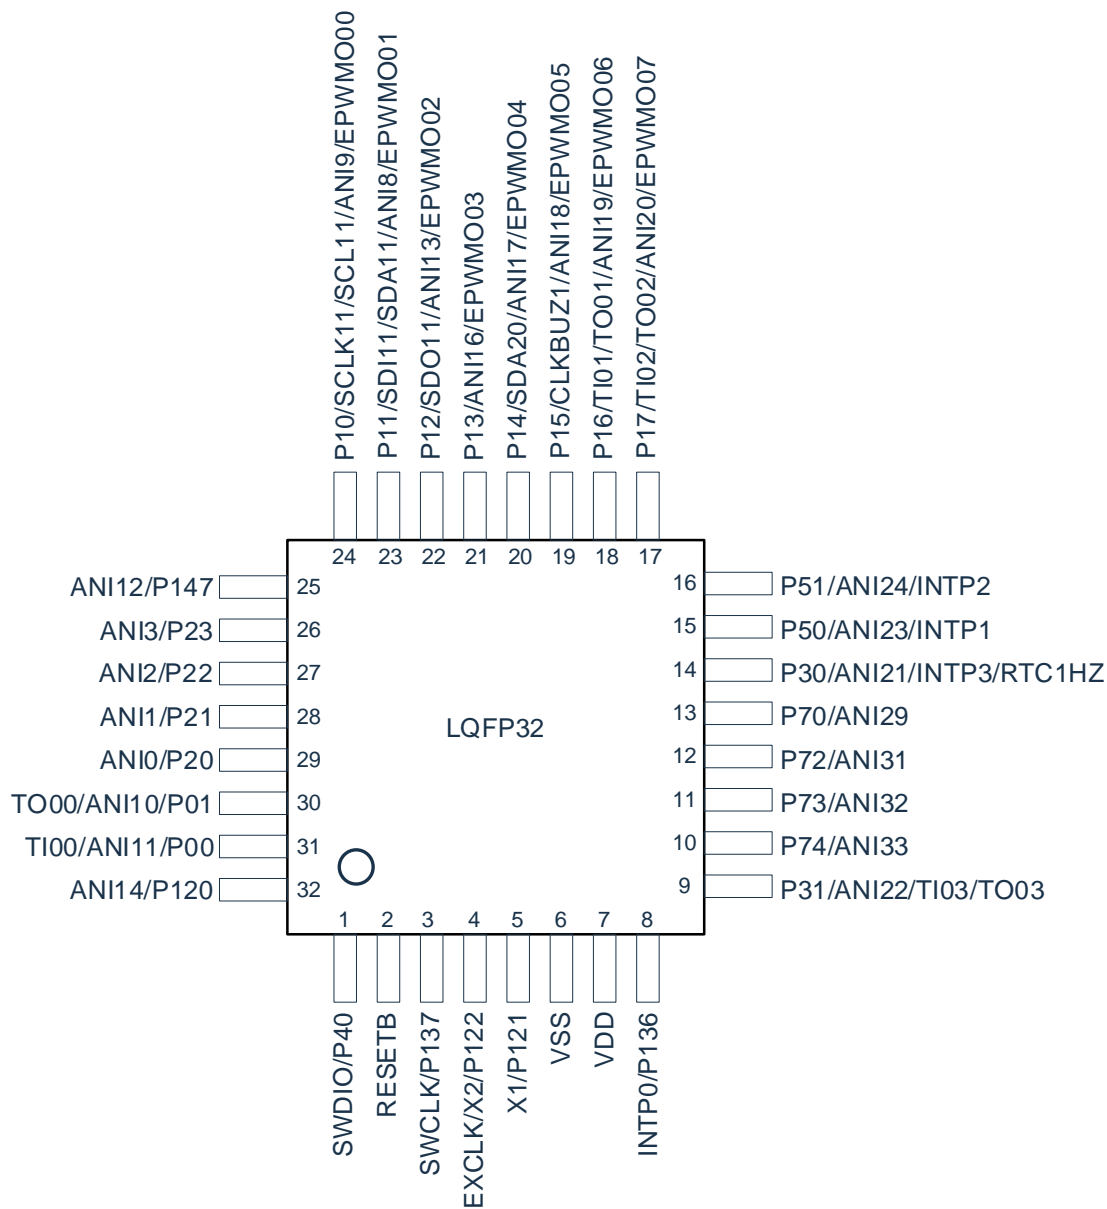 P10/SCLK11/SCL11/ANI9/EPWMO00
P11/SDI11/SDA11/ANI8/EPWMO01
P12/SDO11/ANI13/EPWMO02
P13/ANI16/EPWMO03
P14/SDA20/ANI17/EPWMO04
P15/CLKBUZ1/ANI18/EPWMO05
P16/TI01/TO01/ANI19/EPWMO06
P17/TI02/TO02/ANI20/EPWMO07
24 23 22 21 20 19 18 17
ANI12/P147 25
ANI3/P23 26
ANI2/P22 27
ANI1/P21 28
ANI0/P20 29
TO00/ANI10/P01 30
TI00/ANI11/P00 31
ANI14/P120 32
LQFP32
16 P51/ANI24/INTP2
15 P50/ANI23/INTP1
14 P30/ANI21/INTP3/RTC1HZ
13 P70/ANI29
12 P72/ANI31
11 P73/ANI32
10 P74/ANI33
9 P31/ANI22/TI03/TO03
1 2 3 4 5 6 7 8
SWDIO/P40
RESETB
SWCLK/P137
EXCLK/X2/P122
X1/P121
VSS
VDD
INTP0/P136